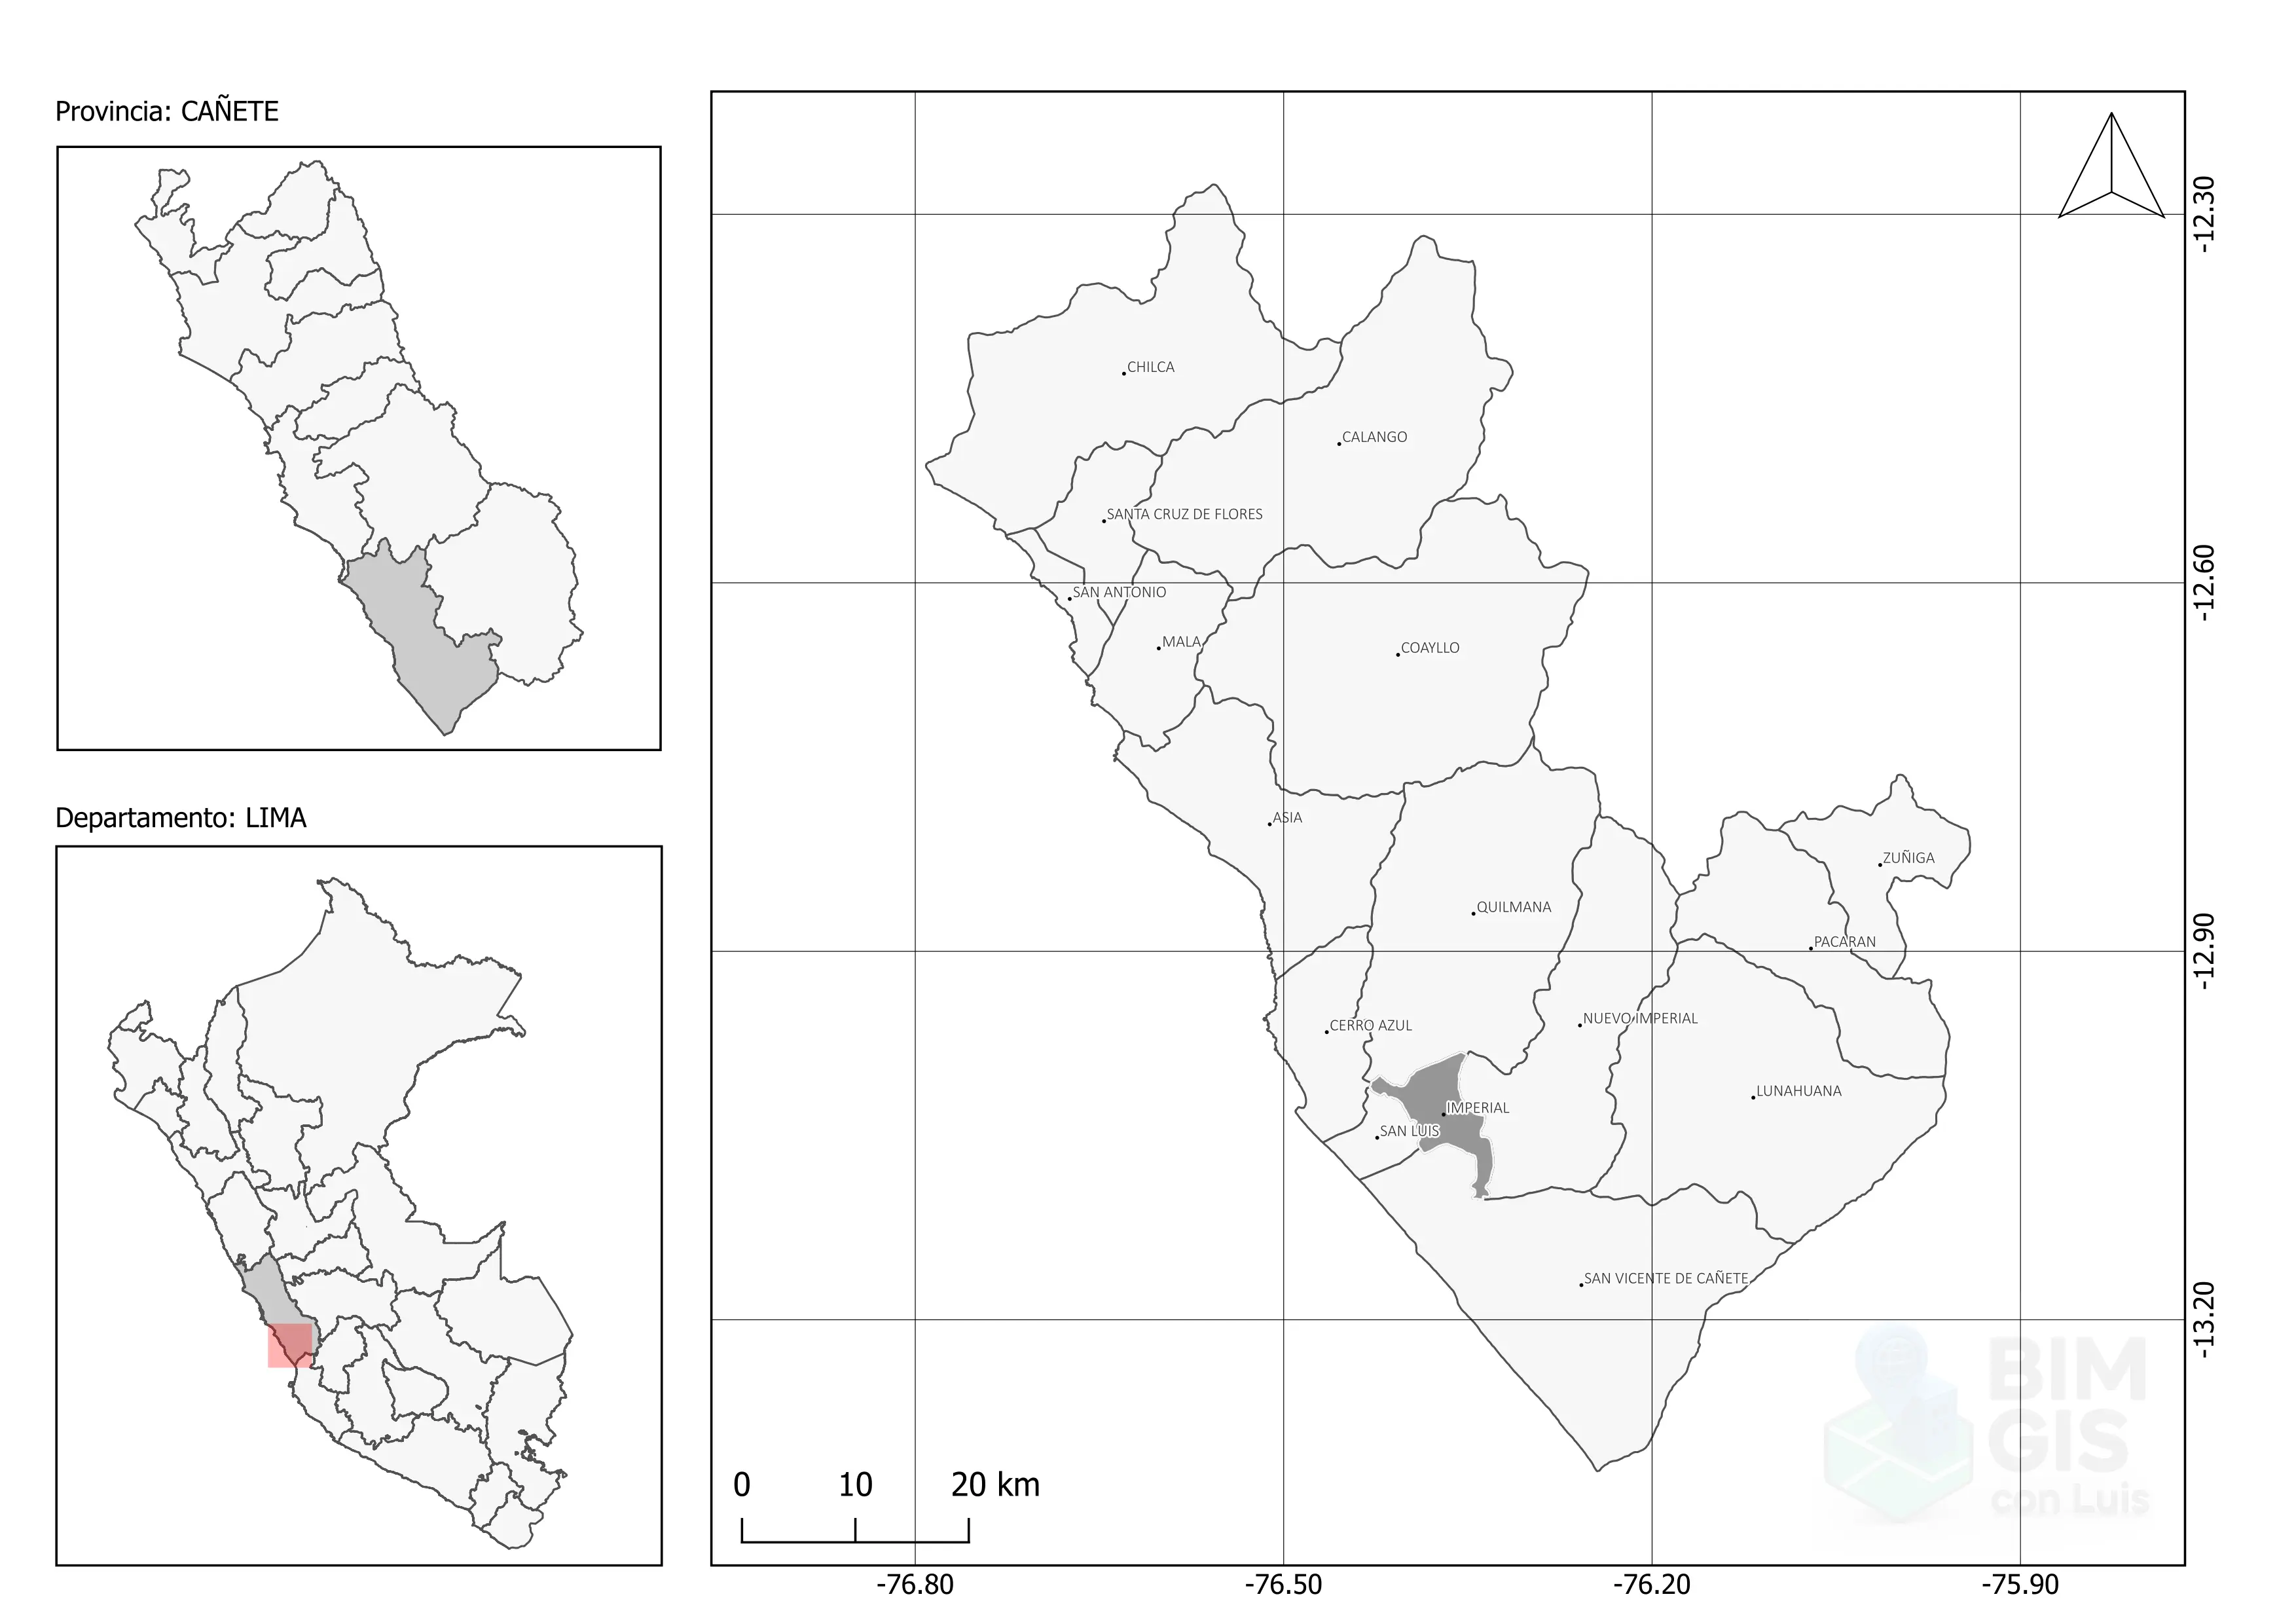 Provincia: CAÑETE
Departamento: LIMA
CHILCA
CALANGO
SANTA CRUZ DE FLORES
SAN ANTONIO
MALA
COAYLLO
ASIA
ZUÑIGA
QUILMANA
PACARAN
NUEVO IMPERIAL
CERRO AZUL
LUNAHUANA
IMPERIAL
SAN LUIS
SAN VICENTE DE CAÑETE
-12.30
-12.60
-12.90
-13.20
BIM
GIS
con Luis
0 10 20 km
-76.80 -76.50 -76.20 -75.90